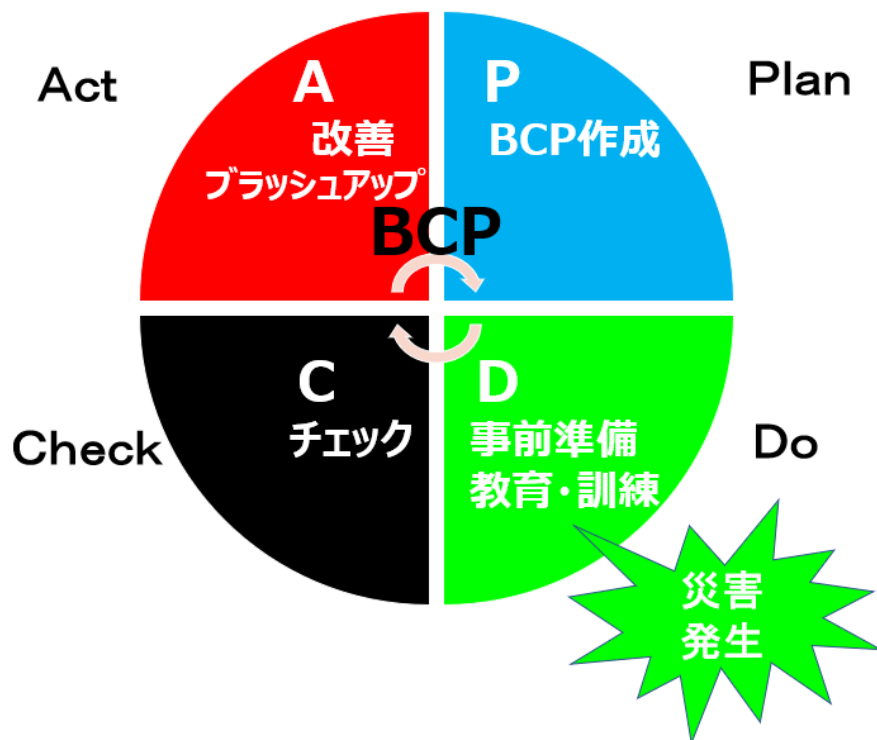 Act
A
改善
ブラッシュアップ
P
BCP作成
Plan
BCP
Check
C
チェック
D
事前準備
教育・訓練
Do
災害
発生